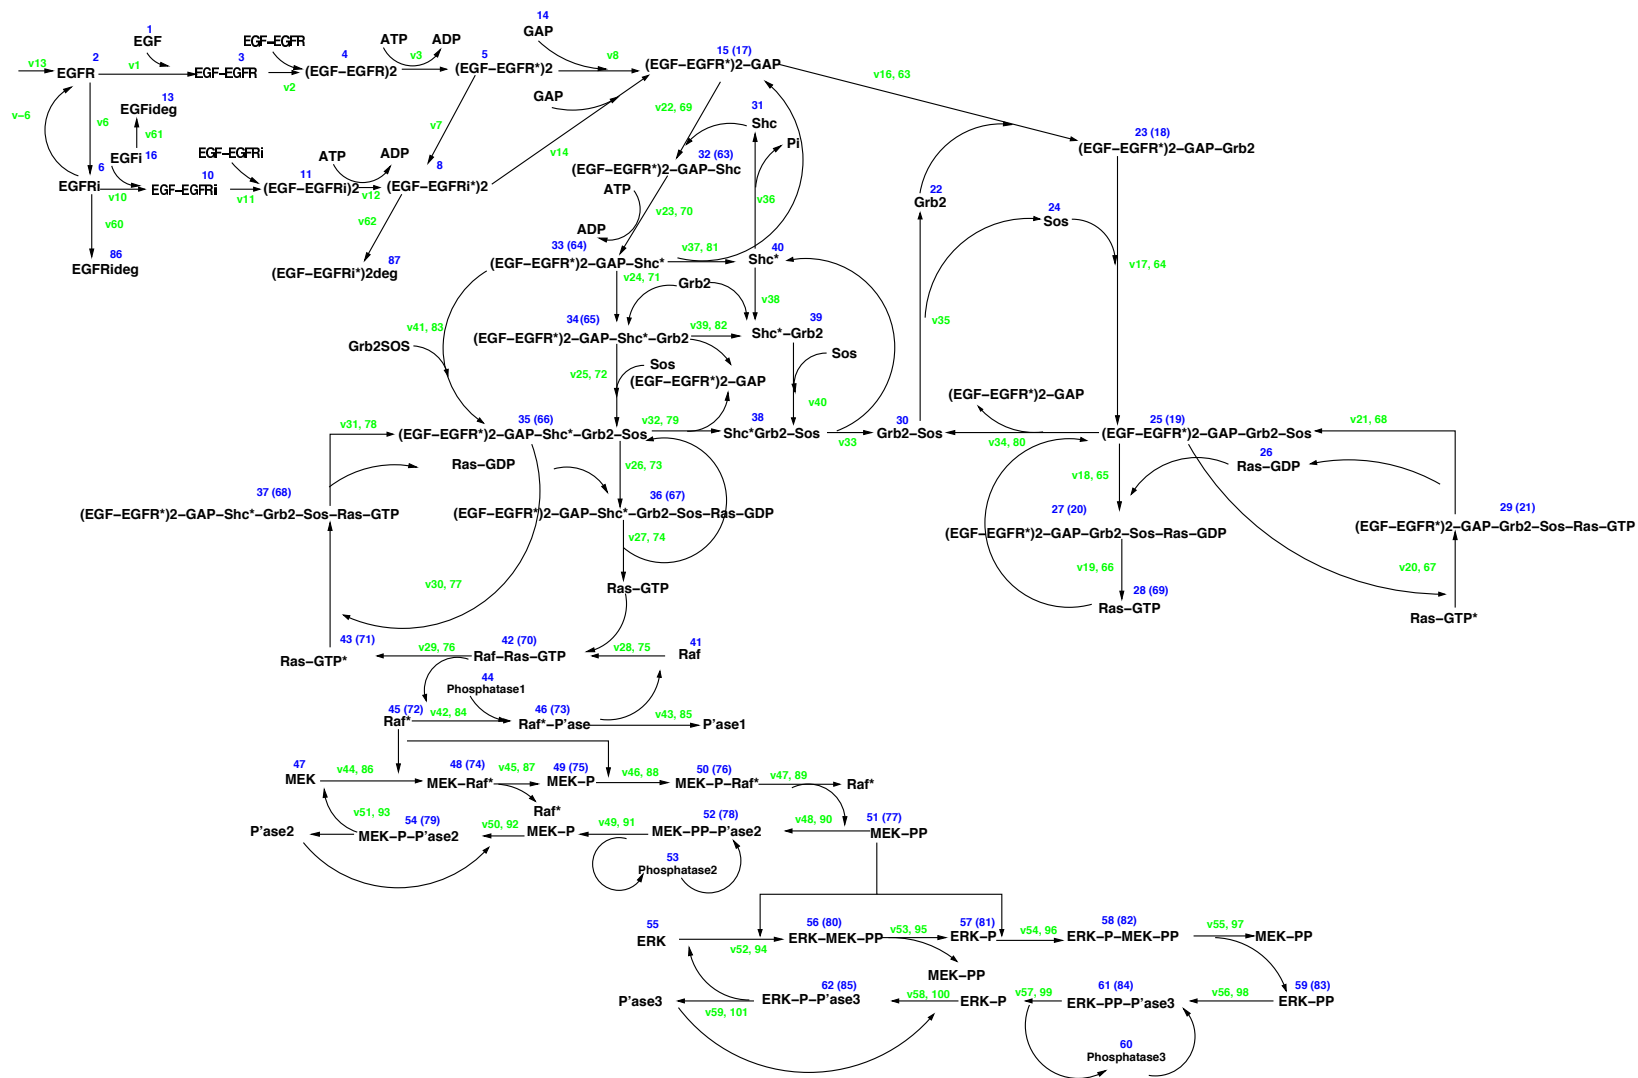 14
1
EGF
GAP
EGF-EGFR
ATP
ADP
v13
2
v1
3
4
v3
5
v8
15 (17)
EGFR
EGF-EGFR
v2
(EGF-EGFR)2
(EGF-EGFR*)2
(EGF-EGFR*)2-GAP
v16, 63
13
EGFideg
GAP
v22, 69
31
v-6
v6
v61
v7
Shc
Pi
23 (18)
(EGF-EGFR*)2-GAP-Grb2
EGFi
16
EGF-EGFRi
ATP
ADP
v14
32 (63)
(EGF-EGFR*)2-GAP-Shc
6
10
11
8
EGFRi
v10
EGF-EGFRi
v11
(EGF-EGFRi)2
v12
(EGF-EGFRi*)2
ATP
v36
22
Grb2
v60
v62
v23, 70
24
Sos
ADP
86
EGFRideg
87
(EGF-EGFRi*)2deg
33 (64)
v37, 81
40
(EGF-EGFR*)2-GAP-Shc*
Shc*
v17, 64
v24, 71
Grb2
v38
v35
v41, 83
34(65)
v39, 82
39
(EGF-EGFR*)2-GAP-Shc*-Grb2
Shc*-Grb2
Grb2SOS
Sos
Sos
v25, 72
(EGF-EGFR*)2-GAP
v40
(EGF-EGFR*)2-GAP
v31, 78
35 (66)
v32, 79
38
30
25 (19)
v21, 68
(EGF-EGFR*)2-GAP-Shc*-Grb2-Sos
Shc*Grb2-Sos
v33
Grb2-Sos
v34, 80
(EGF-EGFR*)2-GAP-Grb2-Sos
Ras-GDP
v26, 73
v18, 65
26
Ras-GDP
37 (68)
36 (67)
(EGF-EGFR*)2-GAP-Shc*-Grb2-Sos-Ras-GTP
(EGF-EGFR*)2-GAP-Shc*-Grb2-Sos-Ras-GDP
27 (20)
29 (21)
(EGF-EGFR*)2-GAP-Grb2-Sos-Ras-GDP
(EGF-EGFR*)2-GAP-Grb2-Sos-Ras-GTP
v27, 74
v19, 66
v20, 67
v30, 77
Ras-GTP
28 (69)
Ras-GTP
Ras-GTP*
43 (71)
v29, 76
42 (70)
v28, 75
41
Ras-GTP*
Raf-Ras-GTP
Raf
44
Phosphatase1
45 (72)
v42, 84
46 (73)
v43, 85
Raf*
Raf*-P'ase
P'ase1
47
v44, 86
48 (74)
v45, 87
49 (75)
v46, 88
50 (76)
v47, 89
MEK
MEK-Raf*
MEK-P
MEK-P-Raf*
Raf*
Raf*
v51, 93
54 (79)
v50, 92
v49, 91
52 (78)
v48, 90
51 (77)
P'ase2
MEK-P-P'ase2
MEK-P
MEK-PP-P'ase2
MEK-PP
53
Phosphatase2
55
56 (80)
v53, 95
57 (81)
v54, 96
58 (82)
v55, 97
ERK
v52, 94
ERK-MEK-PP
ERK-P
ERK-P-MEK-PP
MEK-PP
MEK-PP
62 (85)
v58, 100
v57, 99
61 (84)
v56, 98
59 (83)
P'ase3
v59, 101
ERK-P-P'ase3
ERK-P
ERK-PP-P'ase3
ERK-PP
60
Phosphatase3